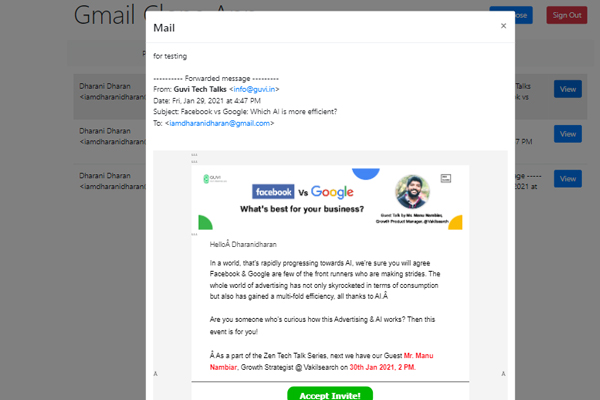 Gmail Clone App
ose
Sign Out
Mail
×
for testing
---------- Forwarded message ---------
From: Guvi Tech Talks <info@guvi.in>
Date: Fri, Jan 29, 2021 at 4:47 PM
Subject: Facebook vs Google: Which AI is more efficient?
To: <iamdharanidharan@gmail.com>
Dharani Dharan
<iamdharanidhara
Talks
k vs
View
Dharani Dharan
<iamdharanidhara
7 PM
View
Dharani Dharan
<iamdharanidhara
ge -----
2021 at
View
GUVI
facebook Vs Google
What's best for your business?
Guest Talk by Mr. Manu Nambiar,
Growth Product Manager, @Vakilsearch
HelloÂ Dharanidharan
In a world, that's rapidly progressing towards AI, we're sure you will agree
Facebook & Google are few of the front runners who are making strides. The
whole world of advertising has not only skyrocketed in terms of consumption
but also has gained a multi-fold efficiency, all thanks to AI.Â
Are you someone who's curious how this Advertising & AI works? Then this
event is for you!
Â As a part of the Zen Tech Talk Series, next we have our Guest Mr. Manu
Nambiar, Growth Strategist @ Vakilsearch on 30th Jan 2021, 2 PM.
Â
Â
Accept Invite!